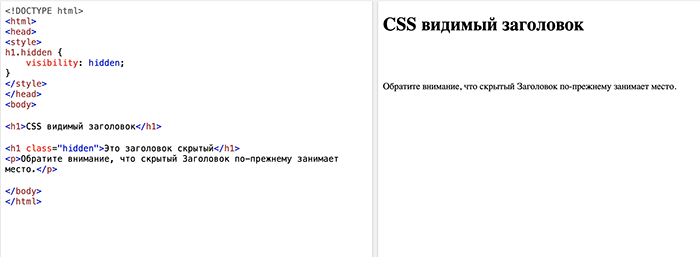 <!DOCTYPE html>
<html>
<head>
<style>
h1.hidden {
    visibility: hidden;
}
</style>
</head>
<body>

<h1>CSS видимый заголовок</h1>

<h1 class="hidden">Это заголовок скрытый</h1>
<p>Обратите внимание, что скрытый Заголовок по-прежнему занимает
место.</p>

</body>
</html>

CSS видимый заголовок
Обратите внимание, что скрытый Заголовок по-прежнему занимает место.